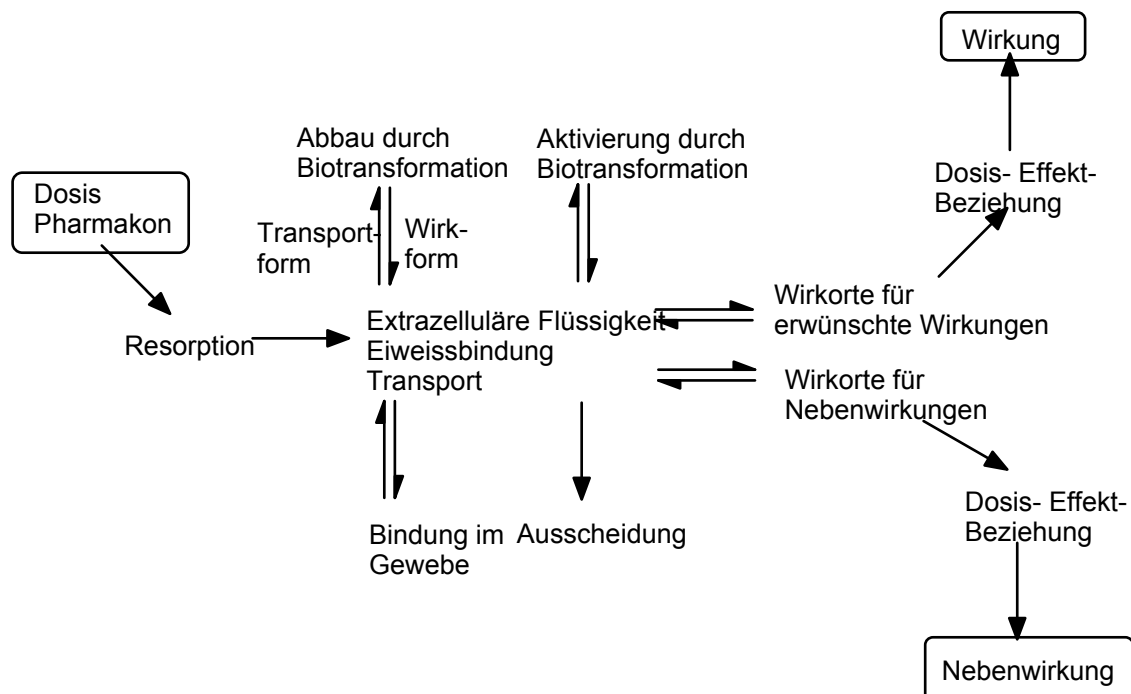 Wirkung
Abbau durch
Biotransformation
Aktivierung durch
Biotransformation
Dosis- Effekt-
Beziehung
Dosis
Pharmakon
Transport-
form
Wirk-
form
Resorption
Extrazelluläre Flüssigkeit
Eiweissbindung
Transport
Wirkorte für
erwünschte Wirkungen
Wirkorte für
Nebenwirkungen
Bindung im
Gewebe
Ausscheidung
Dosis- Effekt-
Beziehung
Nebenwirkung